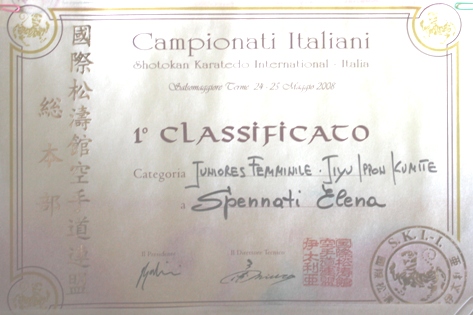 Campionati Italiani
Shotokan Karatedo International - Italia
Salsomaggiore Terme 24 - 25 Maggio 2008
1° CLASSIFICATO
Categoria JUNIORES FEMMINILE - JIYU IPPON KUMITE
a Spennati Elena
Il Presidente
Il Direttore Tecnico
S.K.I.-I.
國際松濤館空手道連盟
総本部